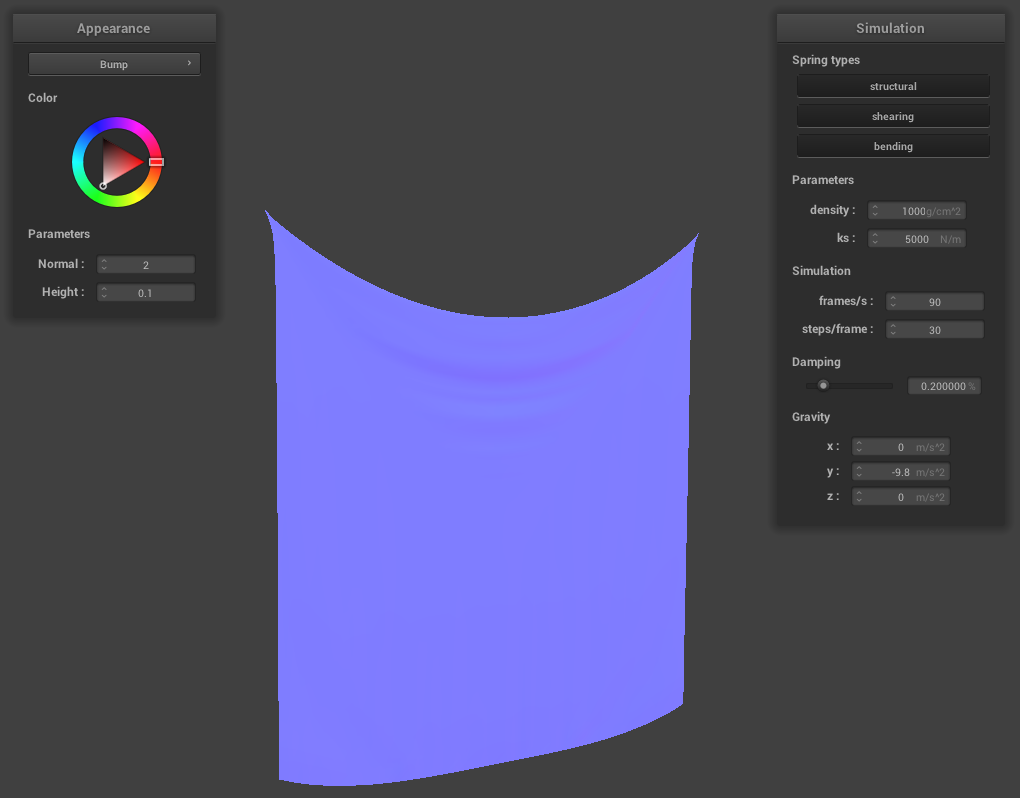 Appearance
Bump
Color
Parameters
Normal : 2
Height : 0.1
Simulation
Spring types
structural
shearing
bending
Parameters
density : 1000 g/cm^2
ks : 5000 N/m
Simulation
frames/s : 90
steps/frame : 30
Damping
0.200000 %
Gravity
x : 0 m/s^2
y : -9.8 m/s^2
z : 0 m/s^2